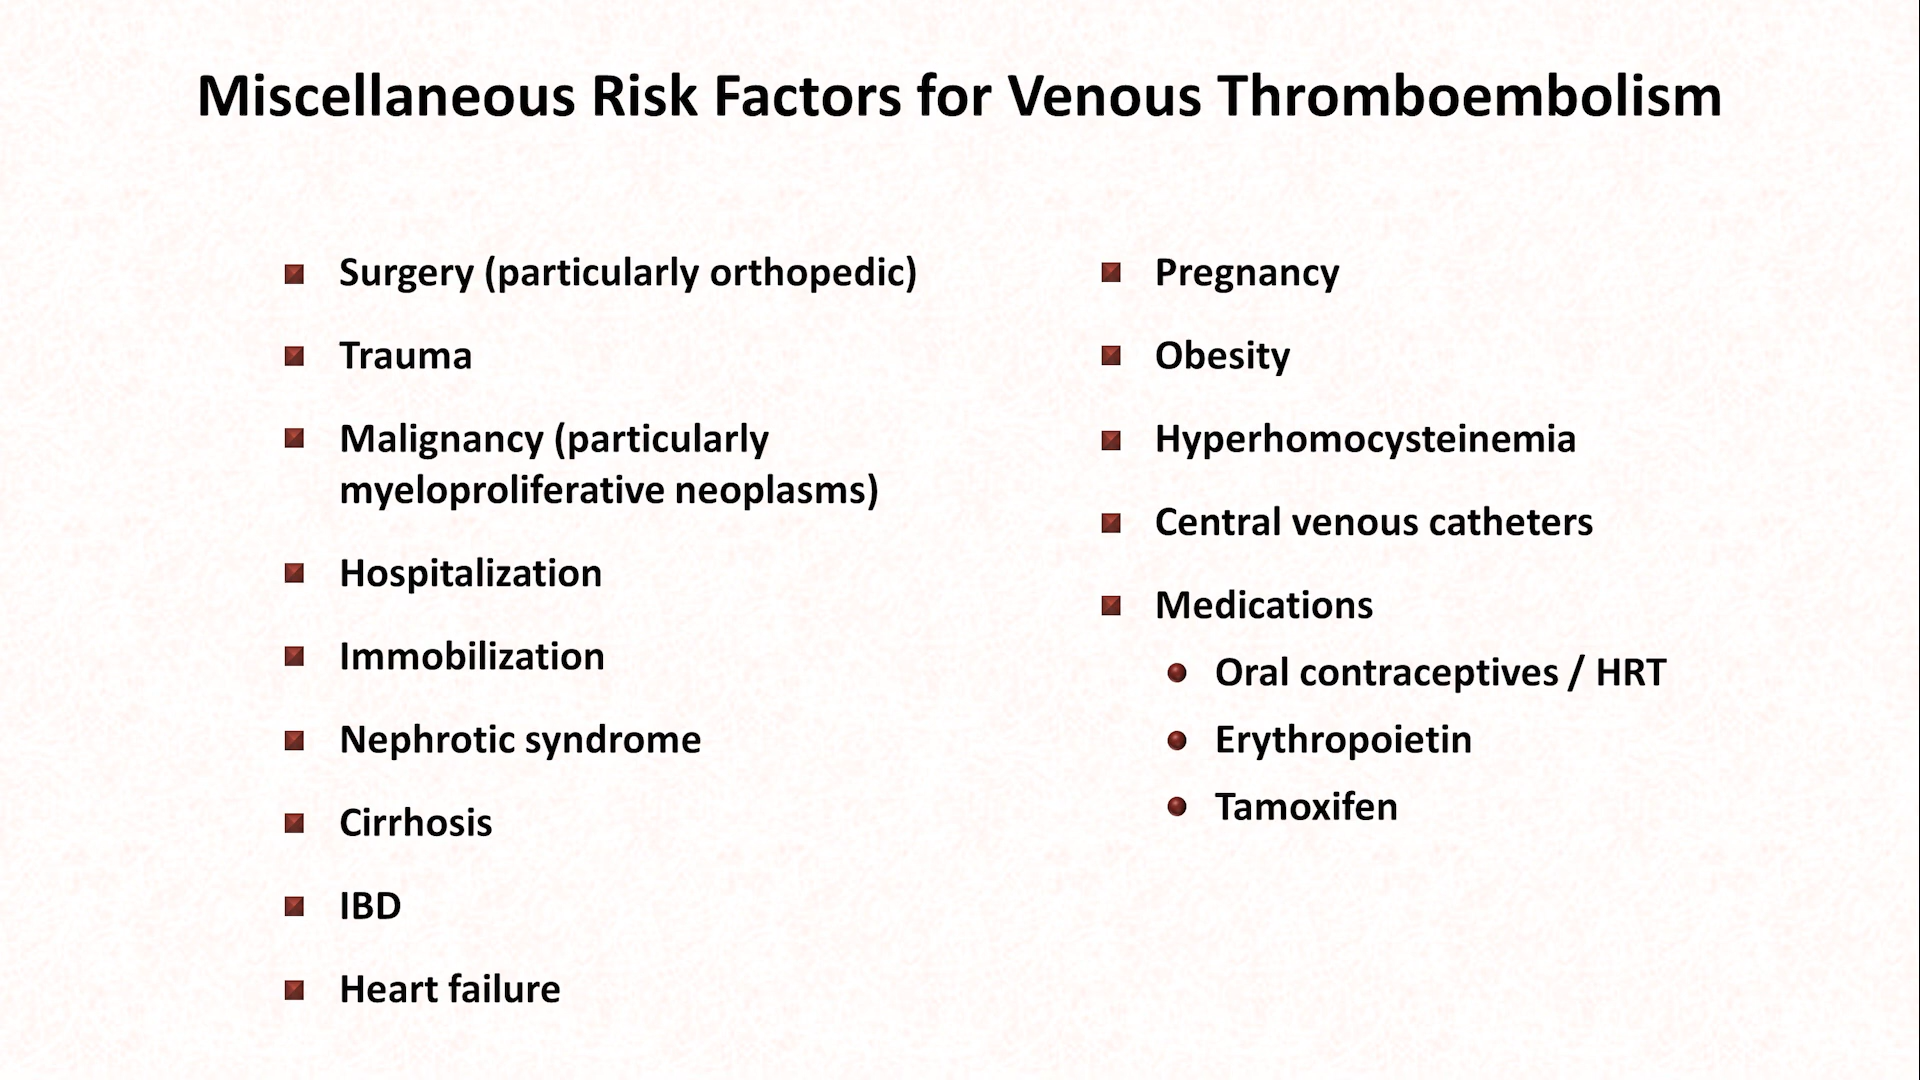 Miscellaneous Risk Factors for Venous Thromboembolism
Surgery (particularly orthopedic)
Trauma
Malignancy (particularly
myeloproliferative neoplasms)
Hospitalization
Immobilization
Nephrotic syndrome
Cirrhosis
IBD
Heart failure
Pregnancy
Obesity
Hyperhomocysteinemia
Central venous catheters
Medications
Oral contraceptives / HRT
Erythropoietin
Tamoxifen